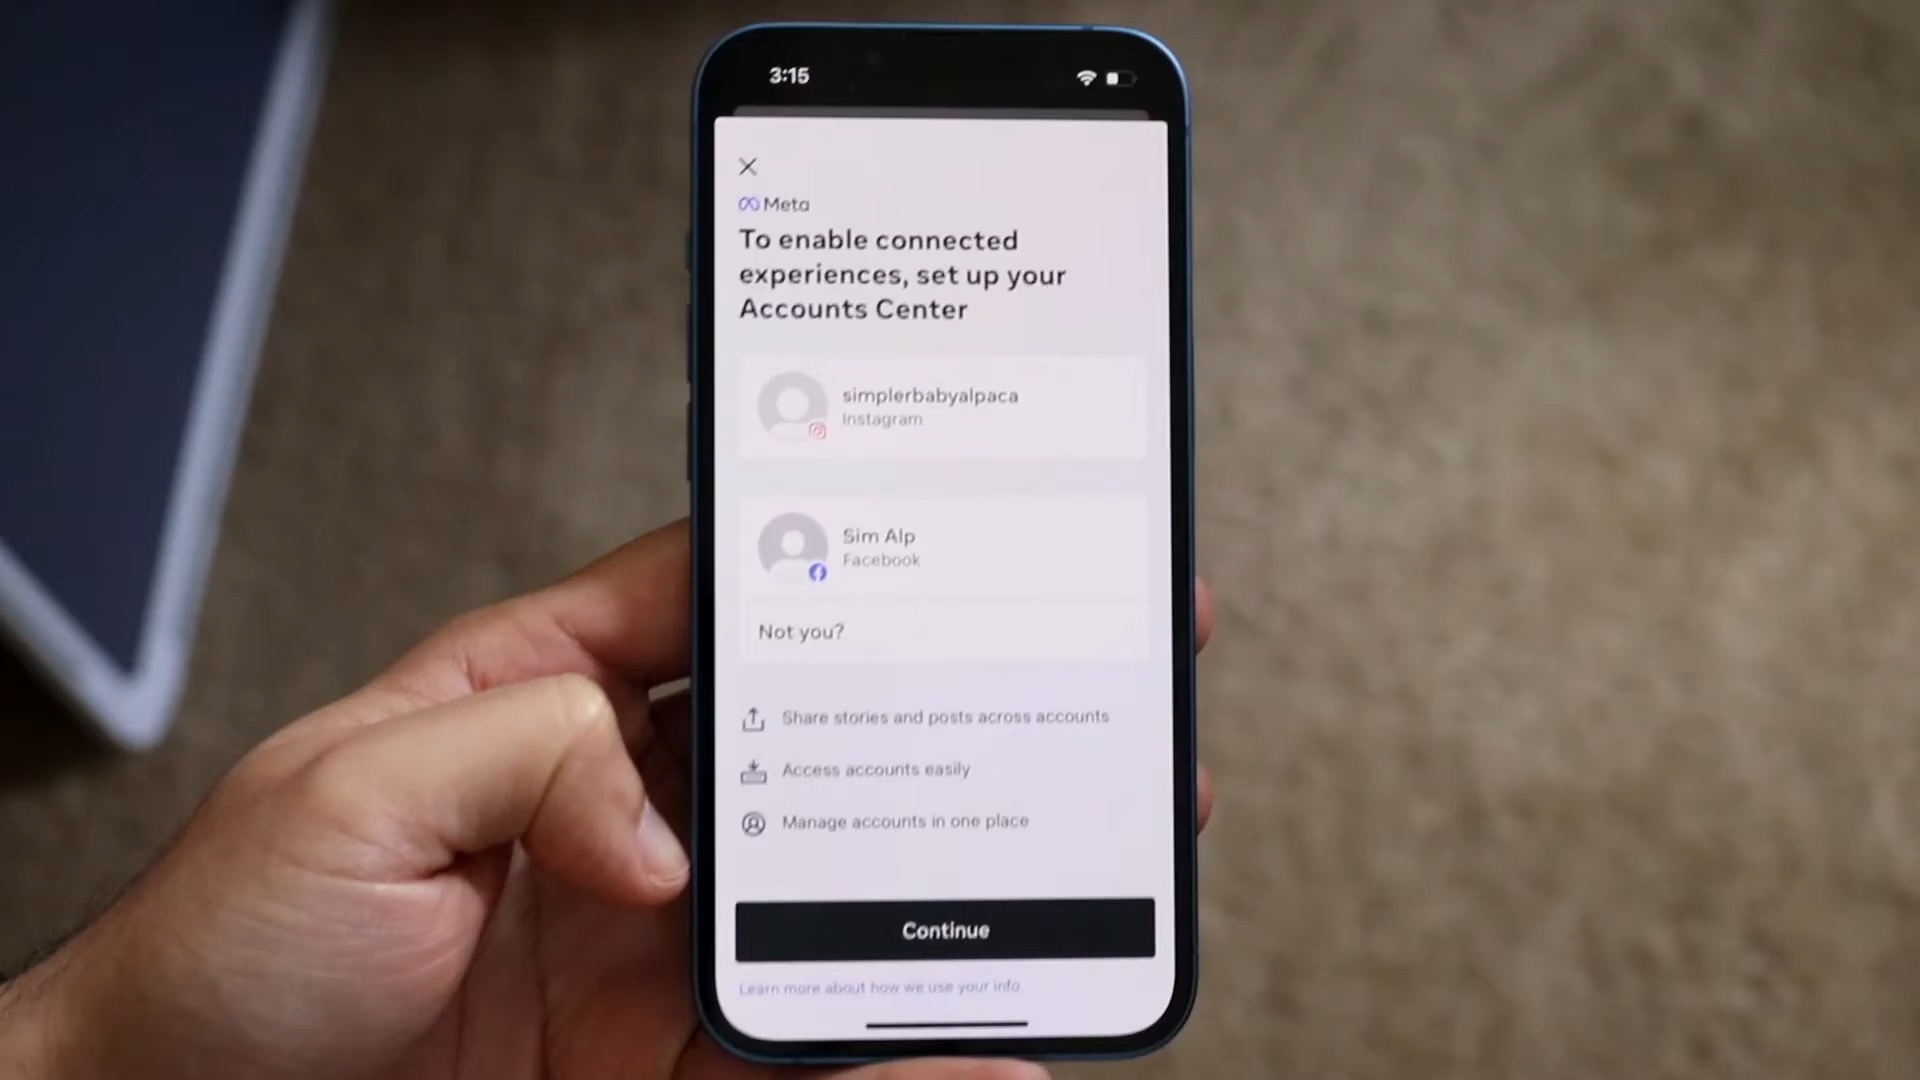 3:15
Meta
To enable connected
experiences, set up your
Accounts Center
simplerbabyalpaca
Instagram
Sim Alp
Facebook
Not you?
Share stories and posts across accounts
Access accounts easily
Manage accounts in one place
Continue
Learn more about how we use your info